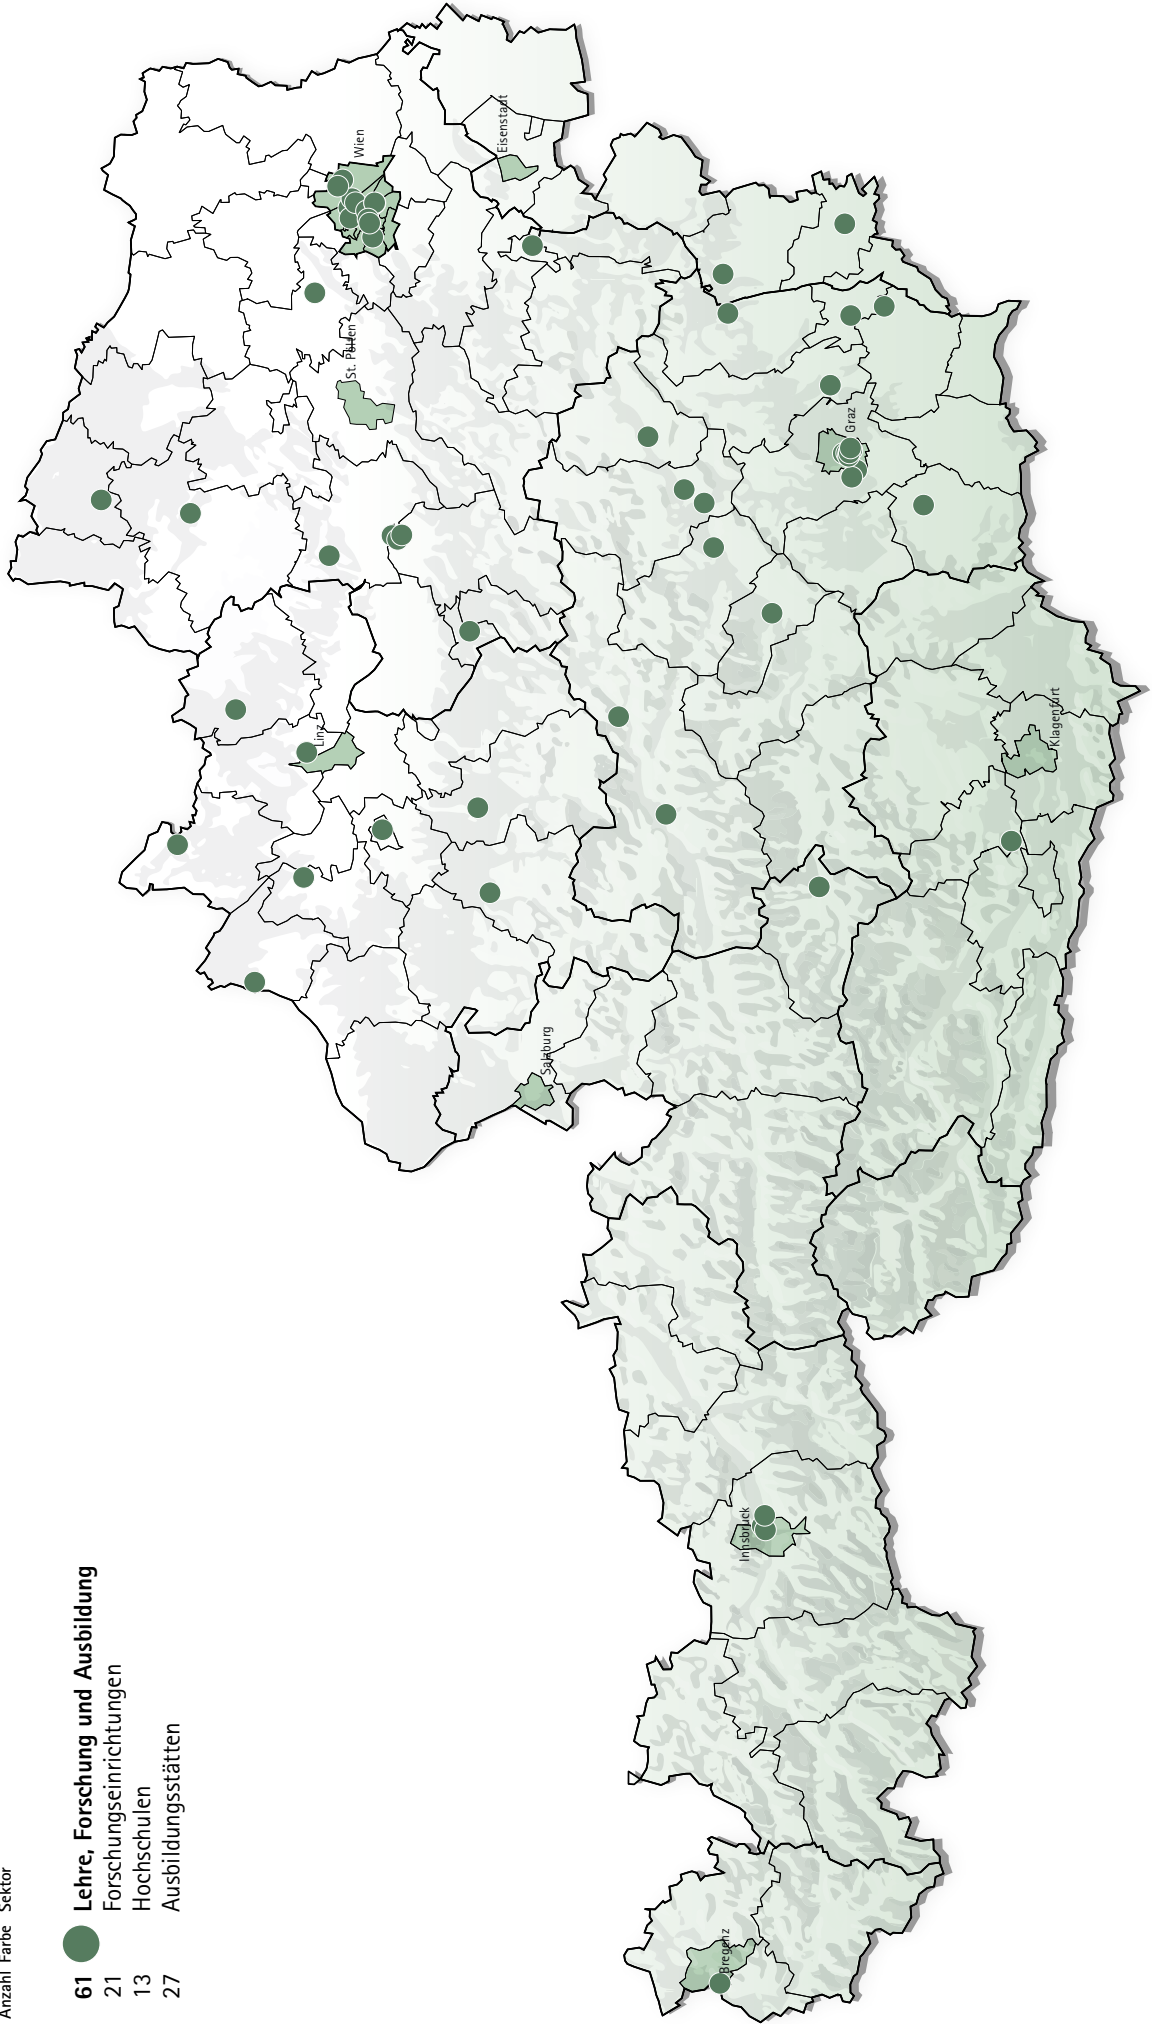 Anzahl Farbe Sektor
61 Lehre, Forschung und Ausbildung
21 Forschungseinrichtungen
13 Hochschulen
27 Ausbildungsstätten
Bregenz
Innsbruck
Salzburg
Linz
St. Pölten
Wien
Eisenstadt
Graz
Klagenfurt